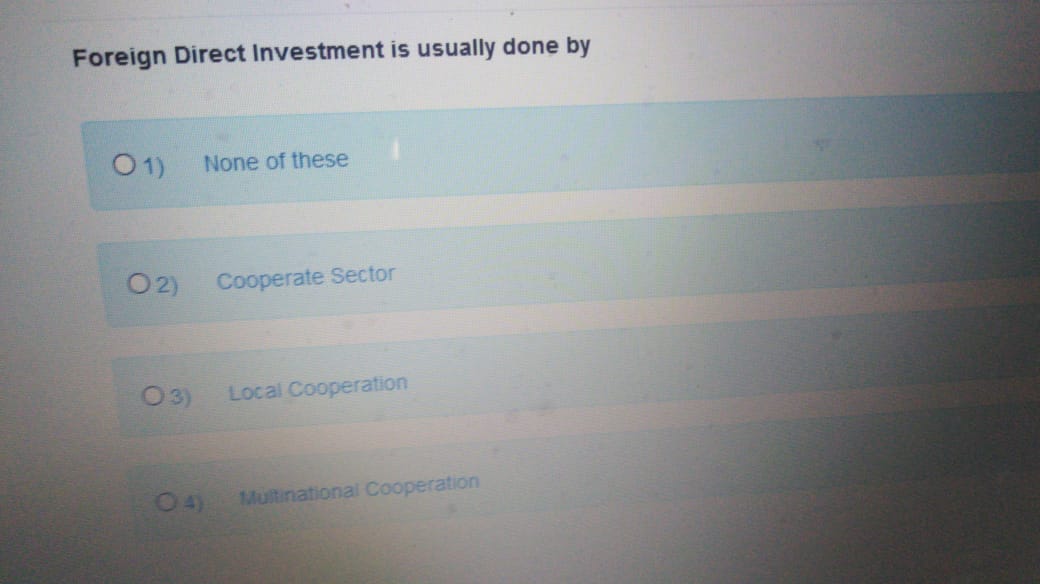 Foreign Direct Investment is usually done by
1) None of these
2) Cooperate Sector
3) Local Cooperation
4) Multinational Cooperation